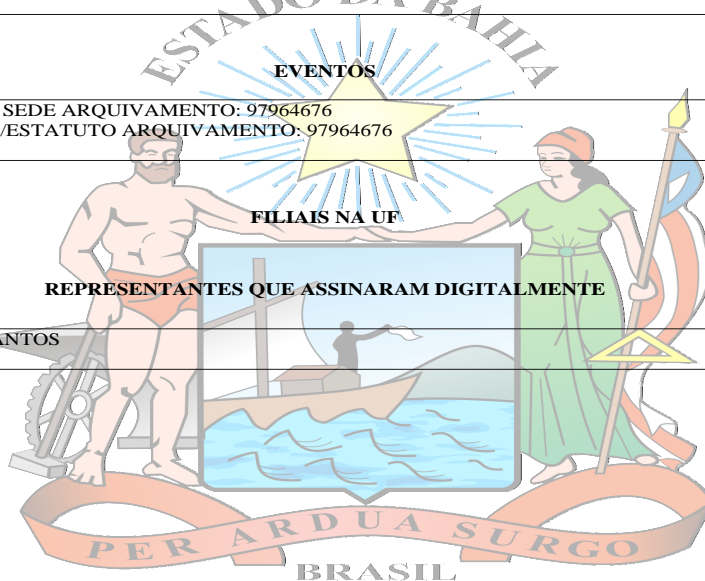 ESTADO DA BAHIA
EVENTOS
SEDE ARQUIVAMENTO: 97964676
/ESTATUTO ARQUIVAMENTO: 97964676
FILIAIS NA UF
REPRESENTANTES QUE ASSINARAM DIGITALMENTE
ANTOS
PER ARDUA SURGO
BRASIL